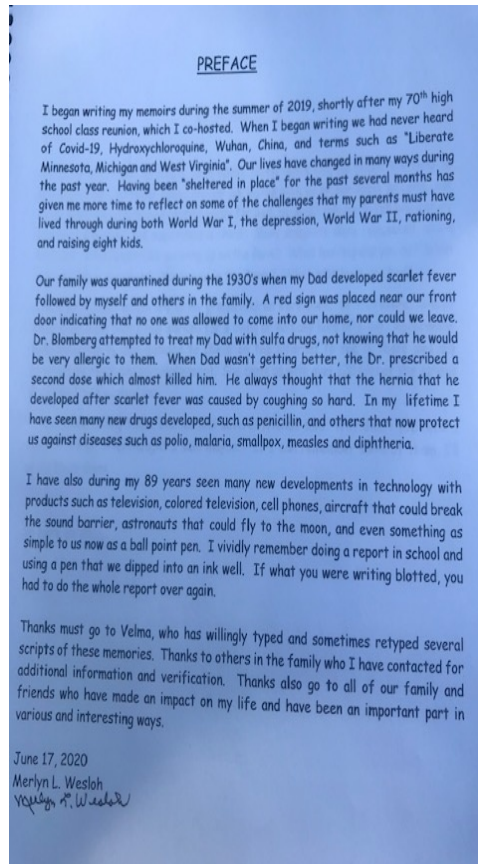 PREFACE
I began writing my memoirs during the summer of 2019, shortly after my 70th high
school class reunion, which I co-hosted. When I began writing we had never heard
of Covid-19, Hydroxychloroquine, Wuhan, China, and terms such as "Liberate
Minnesota, Michigan and West Virginia". Our lives have changed in many ways during
the past year. Having been "sheltered in place" for the past several months has
given me more time to reflect on some of the challenges that my parents must have
lived through during both World War I, the depression, World War II, rationing,
and raising eight kids.
Our family was quarantined during the 1930's when my Dad developed scarlet fever
followed by myself and others in the family. A red sign was placed near our front
door indicating that no one was allowed to come into our home, nor could we leave.
Dr. Blomberg attempted to treat my Dad with sulfa drugs, not knowing that he would
be very allergic to them. When Dad wasn't getting better, the Dr. prescribed a
second dose which almost killed him. He always thought that the hernia that he
developed after scarlet fever was caused by coughing so hard. In my lifetime I
have seen many new drugs developed, such as penicillin, and others that now protect
us against diseases such as polio, malaria, smallpox, measles and diphtheria.
I have also during my 89 years seen many new developments in technology with
products such as television, colored television, cell phones, aircraft that could break
the sound barrier, astronauts that could fly to the moon, and even something as
simple to us now as a ball point pen. I vividly remember doing a report in school and
using a pen that we dipped into an ink well. If what you were writing blotted, you
had to do the whole report over again.
Thanks must go to Velma, who has willingly typed and sometimes retyped several
scripts of these memories. Thanks to others in the family who I have contacted for
additional information and verification. Thanks also go to all of our family and
friends who have made an impact on my life and have been an important part in
various and interesting ways.
June 17, 2020
Merlyn L. Wesloh
Merlyn L. Wesloh